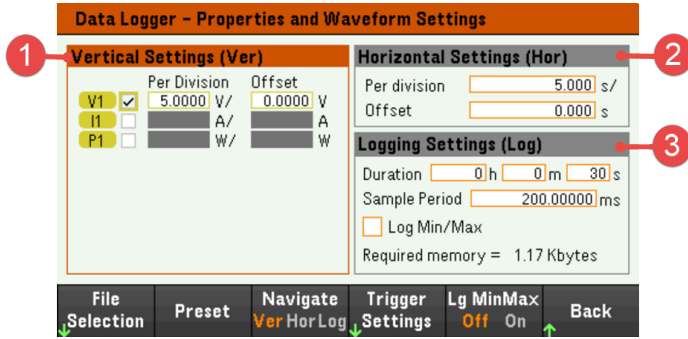 Data Logger - Properties and Waveform Settings
1
Vertical Settings (Ver)
Per Division Offset
V1 5.0000 V/ 0.0000 V
I1 A/ A
P1 W/ W
2
Horizontal Settings (Hor)
Per division 5.000 s/
Offset 0.000 s
3
Logging Settings (Log)
Duration 0 h 0 m 30 s
Sample Period 200.00000 ms
Log Min/Max
Required memory = 1.17 Kbytes
File
Selection
Preset
Navigate
Ver Hor Log
Trigger
Settings
Lg MinMax
Off On
Back